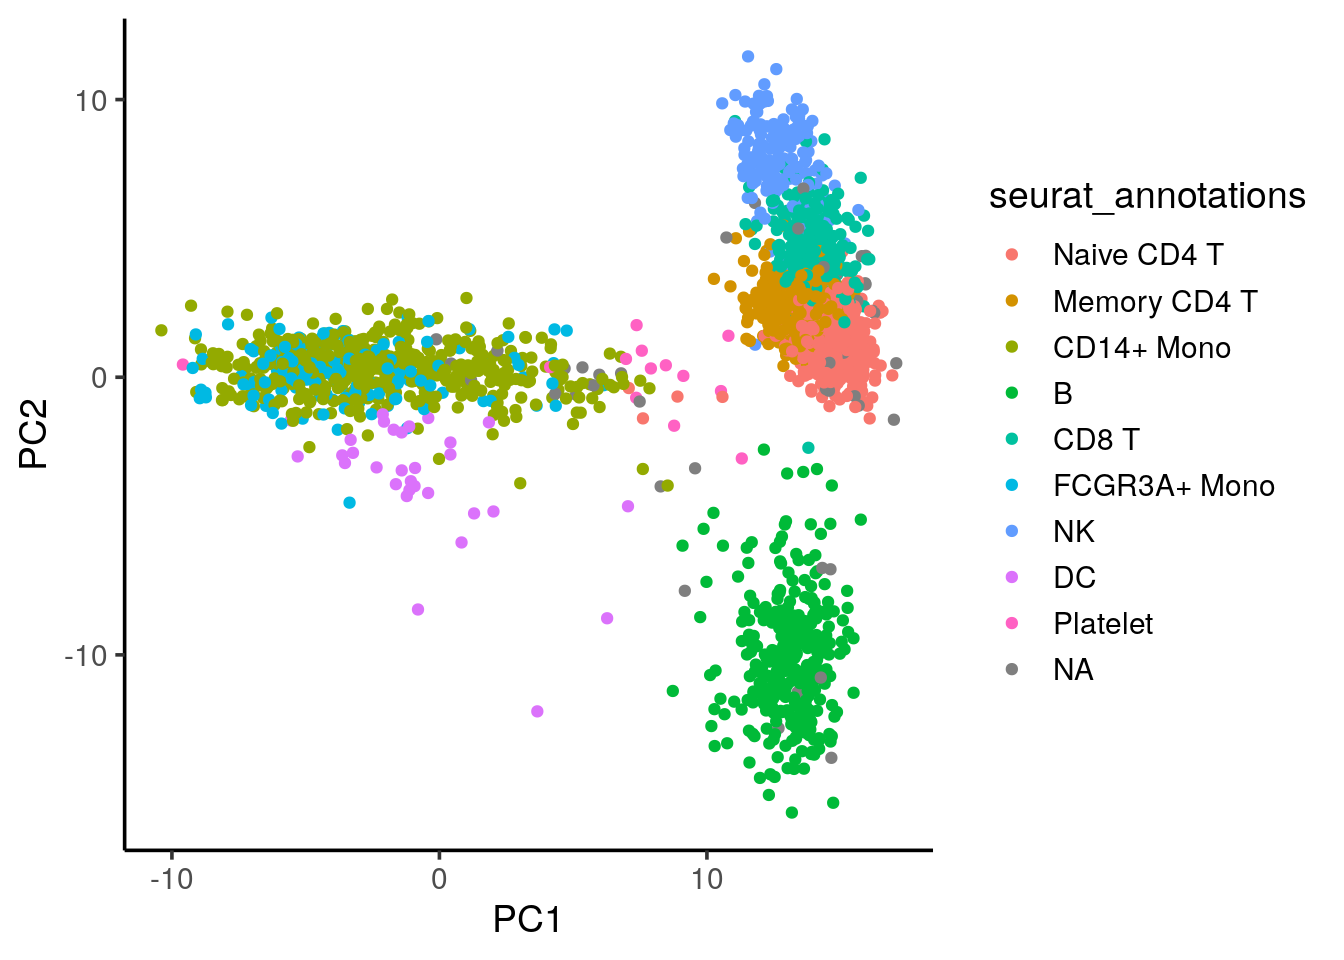 10
0
-10
PC2
-10
0
10
PC1
seurat_annotations
Naive CD4 T
Memory CD4 T
CD14+ Mono
B
CD8 T
FCGR3A+ Mono
NK
DC
Platelet
NA